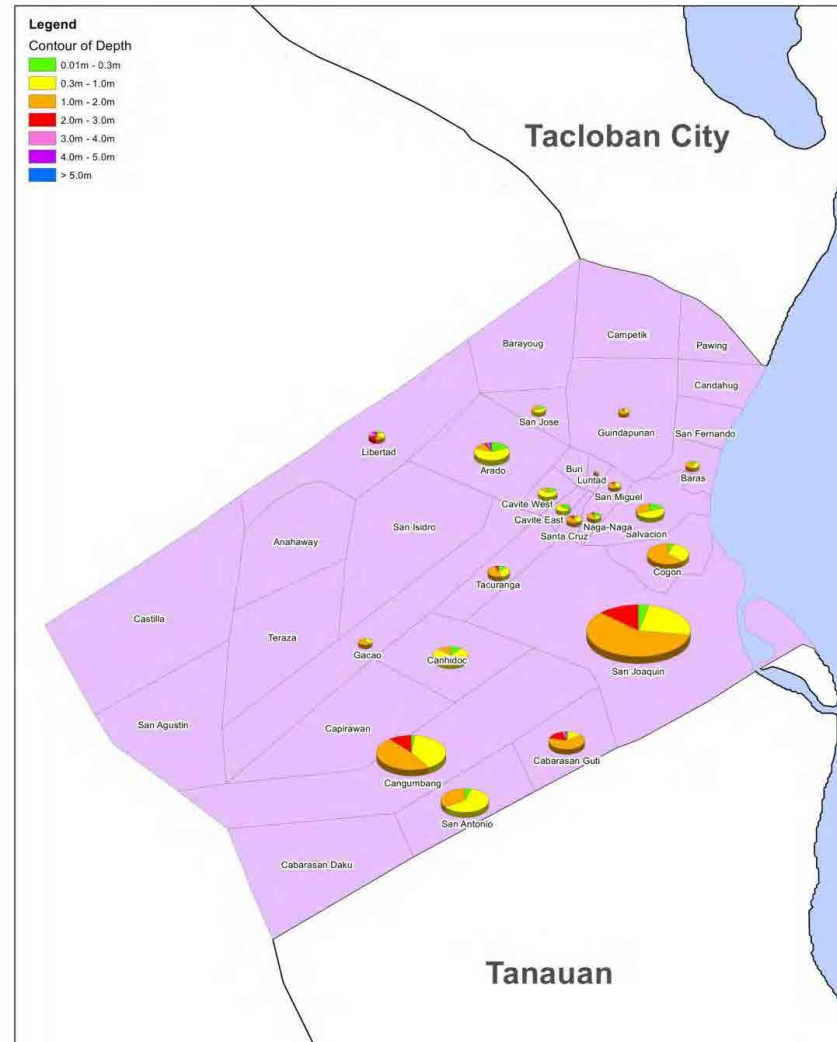 Legend
Contour of Depth
0.01m - 0.3m
0.3m - 1.0m
1.0m - 2.0m
2.0m - 3.0m
3.0m - 4.0m
4.0m - 5.0m
> 5.0m
Tacloban City
Campetik
Barayoug
Pawing
Candahug
San Jose
Guindapunan
San Fernando
Libertad
Arado
Buri
Luntad
Baras
San Miguel
Cavite West
Cavite East
San Isidro
Naga-Naga
Santa Cruz
Salvacion
Anahaway
Cogon
Tacuranga
Castilla
Teraza
Gacao
Canhidoc
San Joaquin
San Agustin
Capirawan
Cabarasan Guti
Cangumbang
San Antonio
Cabarasan Daku
Tanauan